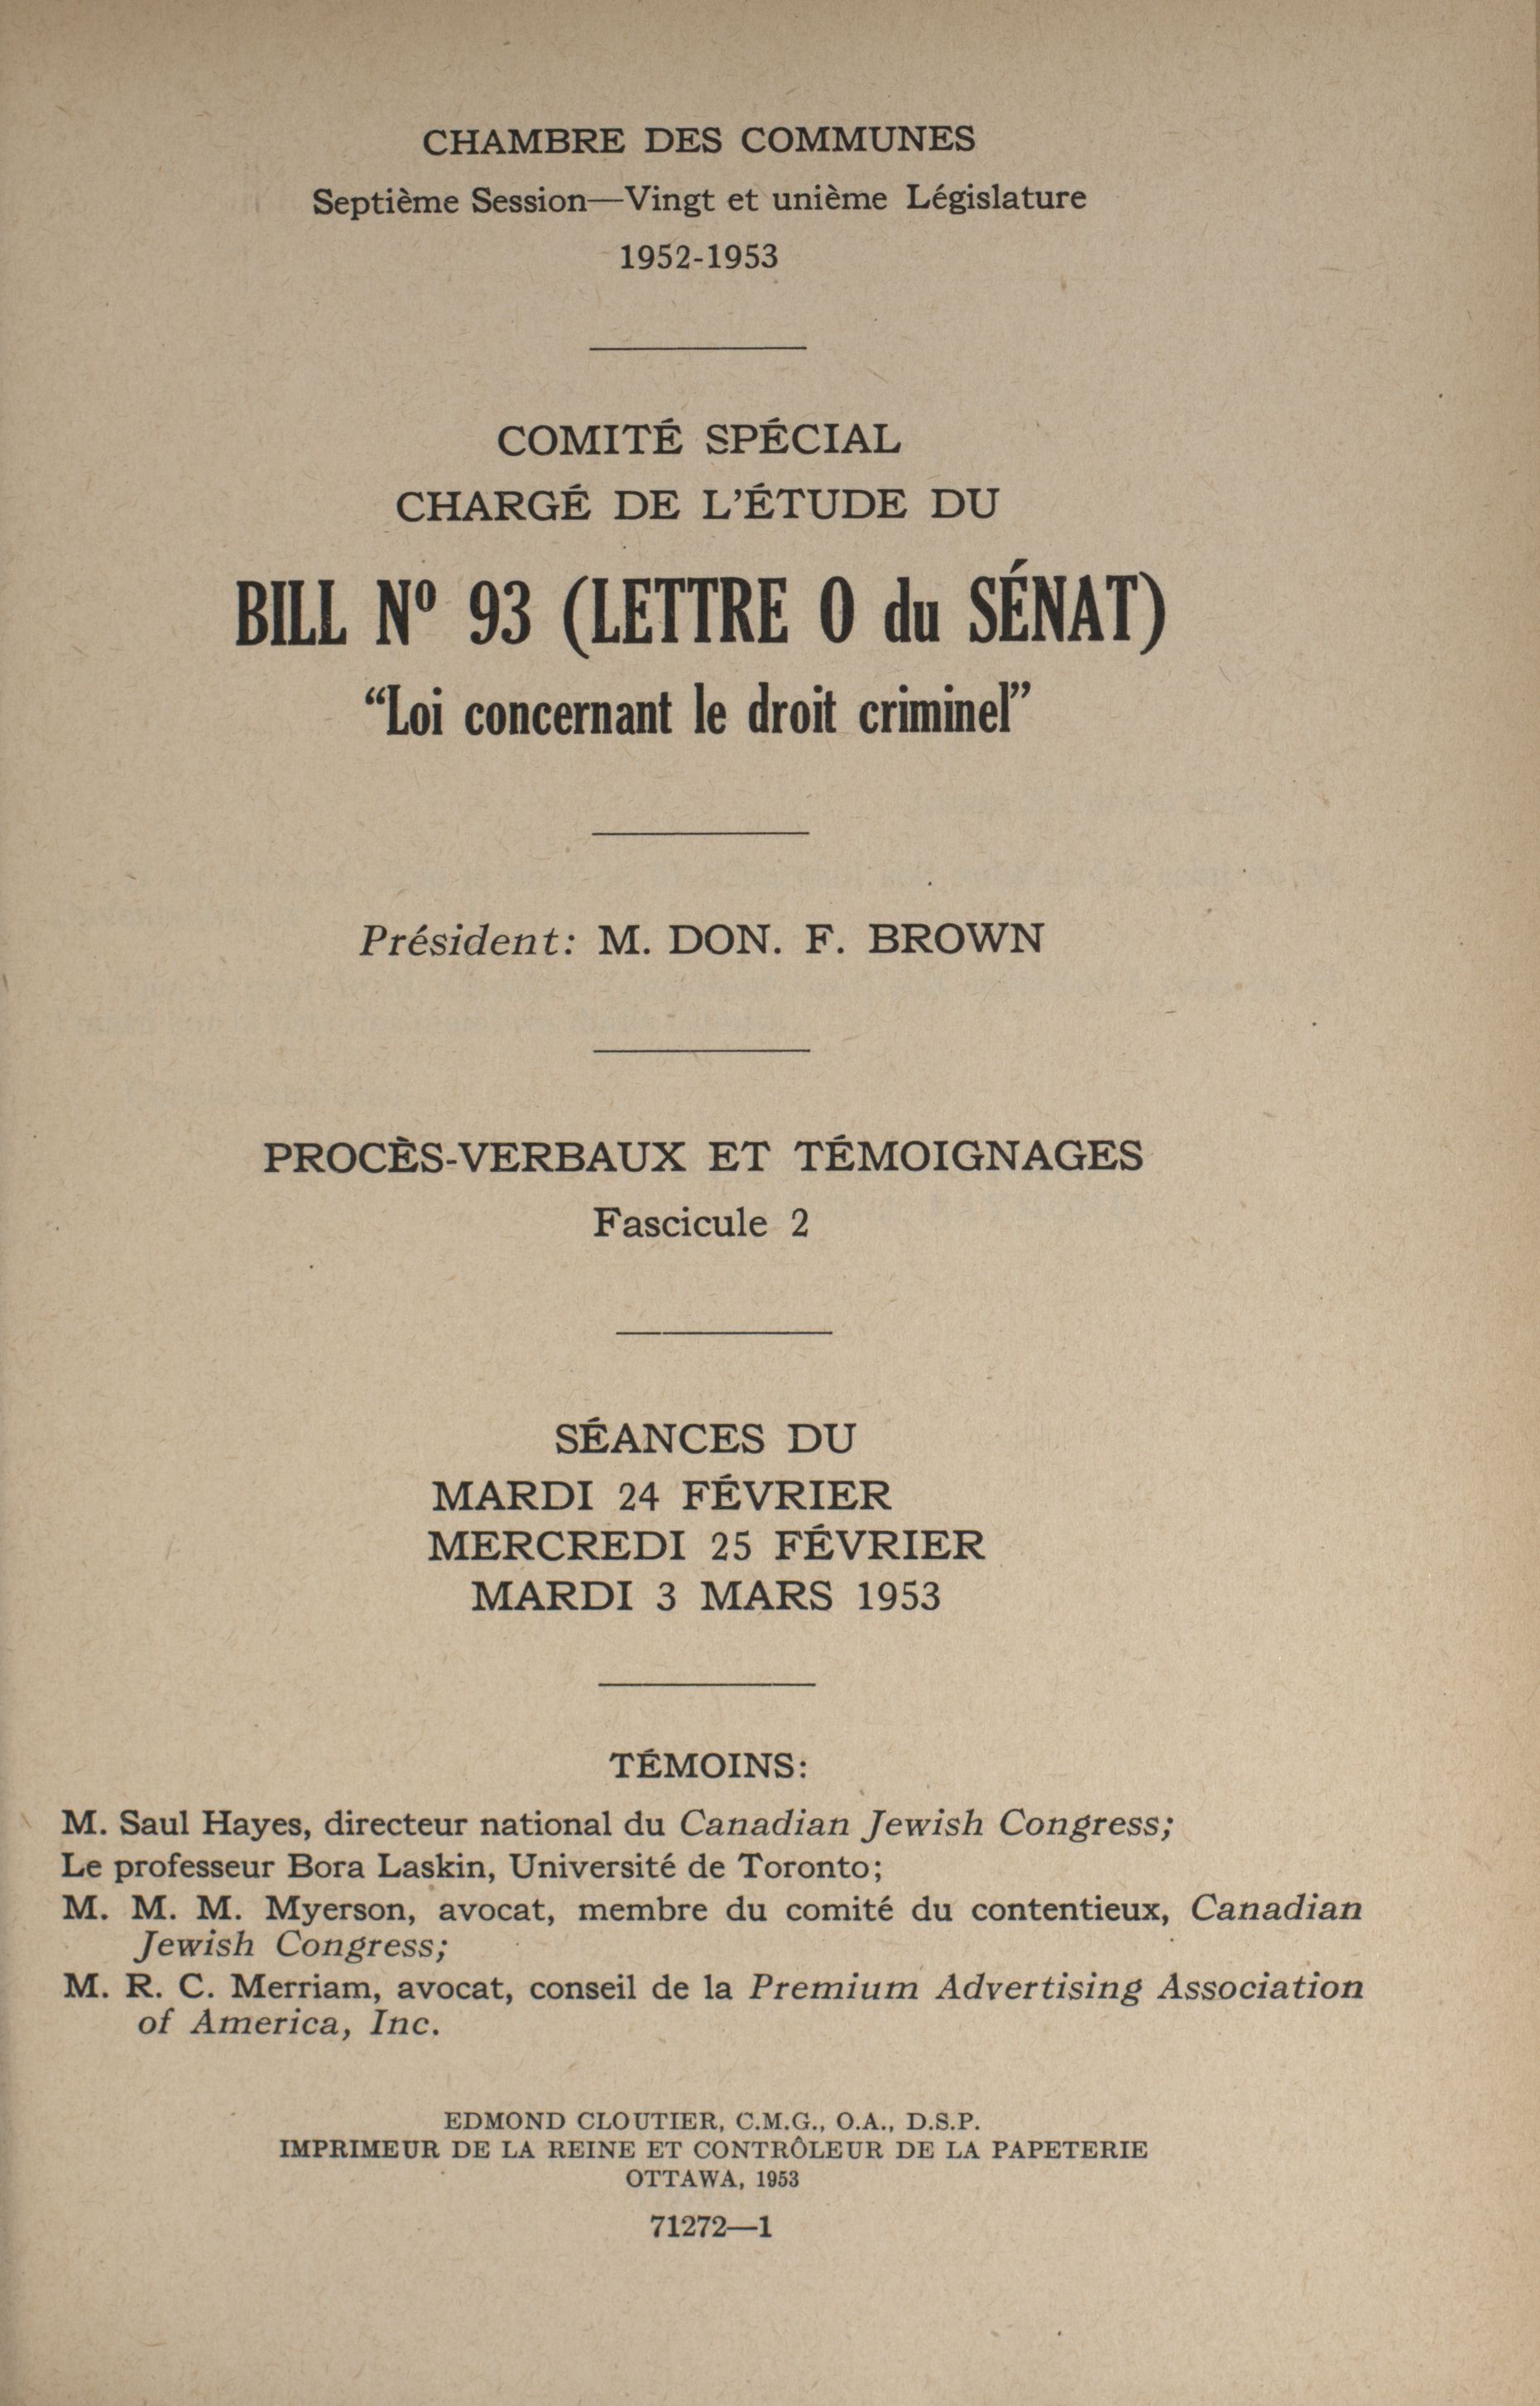 CHAMBRE DES COMMUNES
Septième Session—Vingt et unième Législature
1952-1953
COMITÉ SPÉCIAL
CHARGÉ DE L'ÉTUDE DU
BILL Nº 93 (LETTRE O du SÉNAT)
“Loi concernant le droit criminel”
Président: M. DON. F. BROWN
PROCÈS-VERBAUX ET TÉMOIGNAGES
Fascicule 2
SÉANCES DU
MARDI 24 FÉVRIER
MERCREDI 25 FÉVRIER
MARDI 3 MARS 1953
TÉMOINS:
M. Saul Hayes, directeur national du Canadian Jewish Congress;
Le professeur Bora Laskin, Université de Toronto;
M. M. M. Myerson, avocat, membre du comité du contentieux, Canadian
Jewish Congress;
M. R. C. Merriam, avocat, conseil de la Premium Advertising Association
of America, Inc.
EDMOND CLOUTIER, C.M.G., O.A., D.S.P.
IMPRIMEUR DE LA REINE ET CONTRÔLEUR DE LA PAPETERIE
OTTAWA, 1953
71272—1